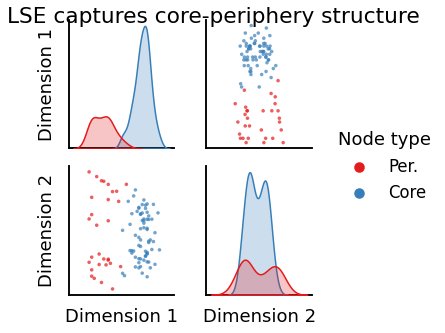 LSE captures core-periphery structure
Dimension 1
Node type
Per.
Core
Dimension 2
Dimension 1
Dimension 2